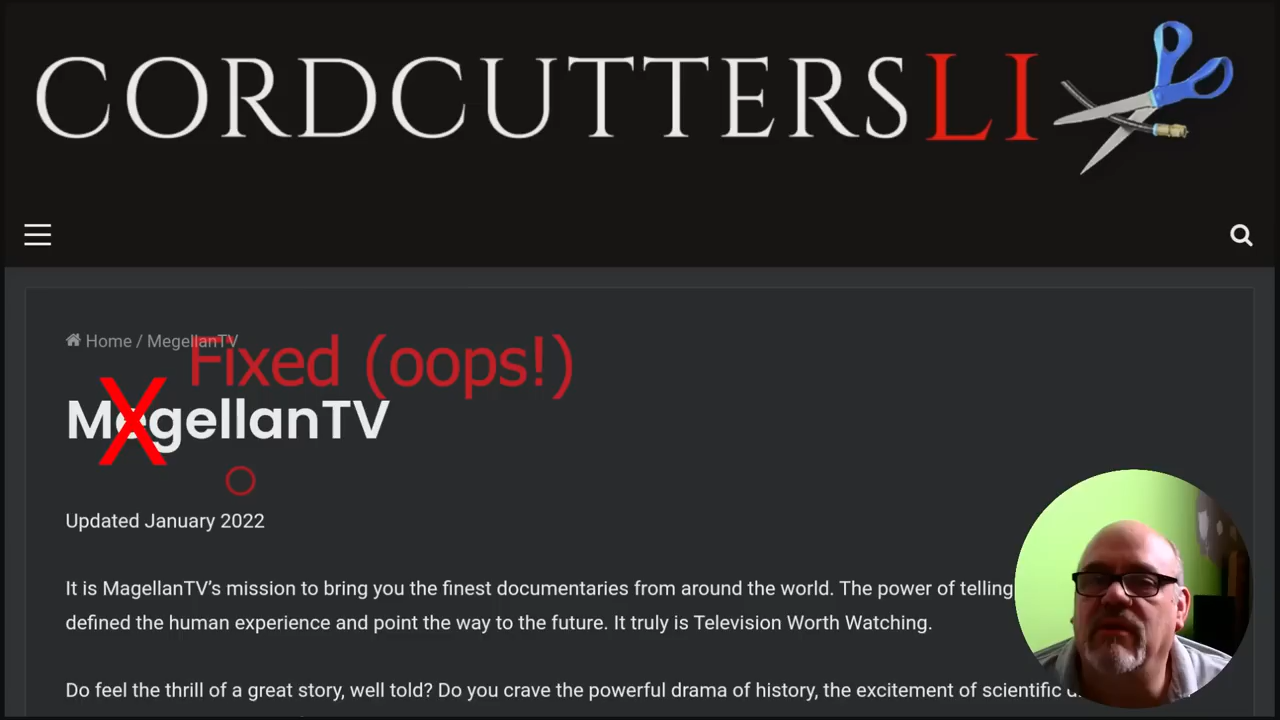 CORDCUTTERSLI
Home / MegellanTV
Fixed (oops!)
MegellanTV
X
Updated January 2022
It is MagellanTV’s mission to bring you the finest documentaries from around the world. The power of telling
defined the human experience and point the way to the future. It truly is Television Worth Watching.
Do feel the thrill of a great story, well told? Do you crave the powerful drama of history, the excitement of scientific